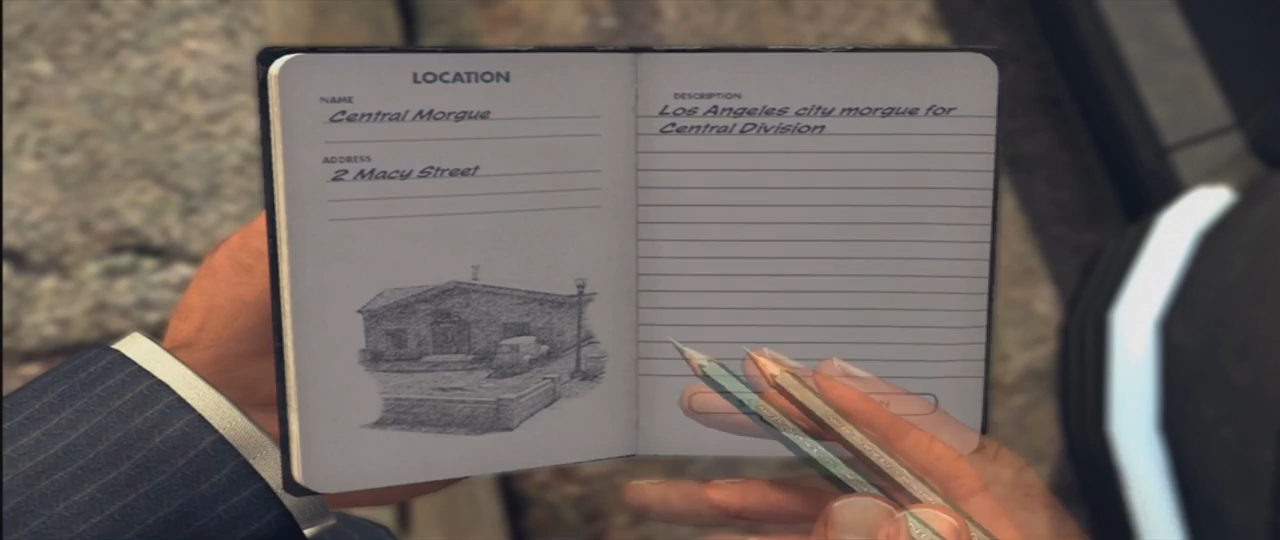 LOCATION
NAME
Central Morgue
ADDRESS
2 Macy Street
DESCRIPTION
Los Angeles city morgue for
Central Division